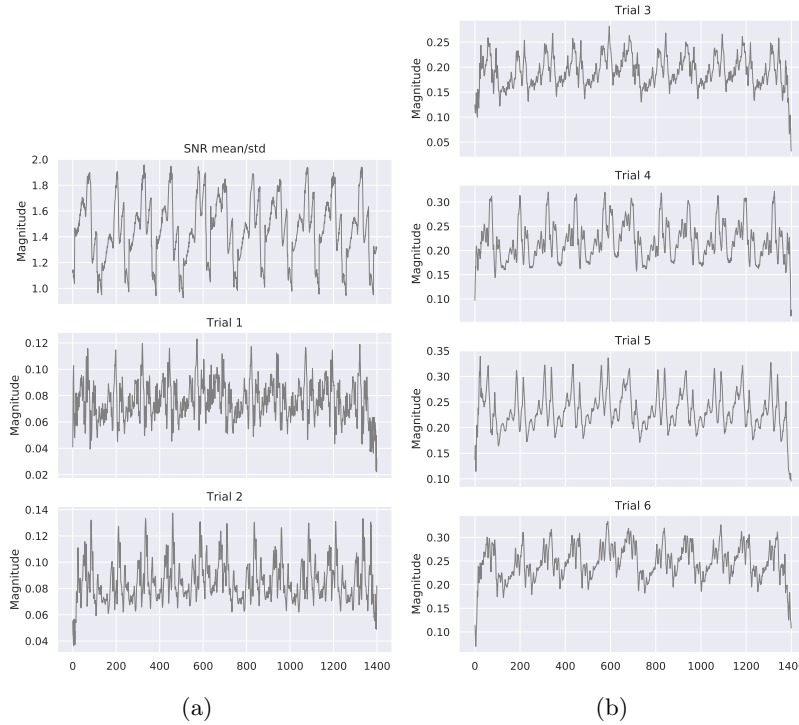 SNR mean/std
Magnitude
2.0
1.8
1.6
1.4
1.2
1.0
Trial 1
Magnitude
0.12
0.10
0.08
0.06
0.04
0.02
Trial 2
Magnitude
0.14
0.12
0.10
0.08
0.06
0.04
0 200 400 600 800 1000 1200 1400
(a)
Trial 3
Magnitude
0.25
0.20
0.15
0.10
0.05
Trial 4
Magnitude
0.30
0.25
0.20
0.15
0.10
Trial 5
Magnitude
0.35
0.30
0.25
0.20
0.15
0.10
Trial 6
Magnitude
0.30
0.25
0.20
0.15
0.10
0 200 400 600 800 1000 1200 140
(b)